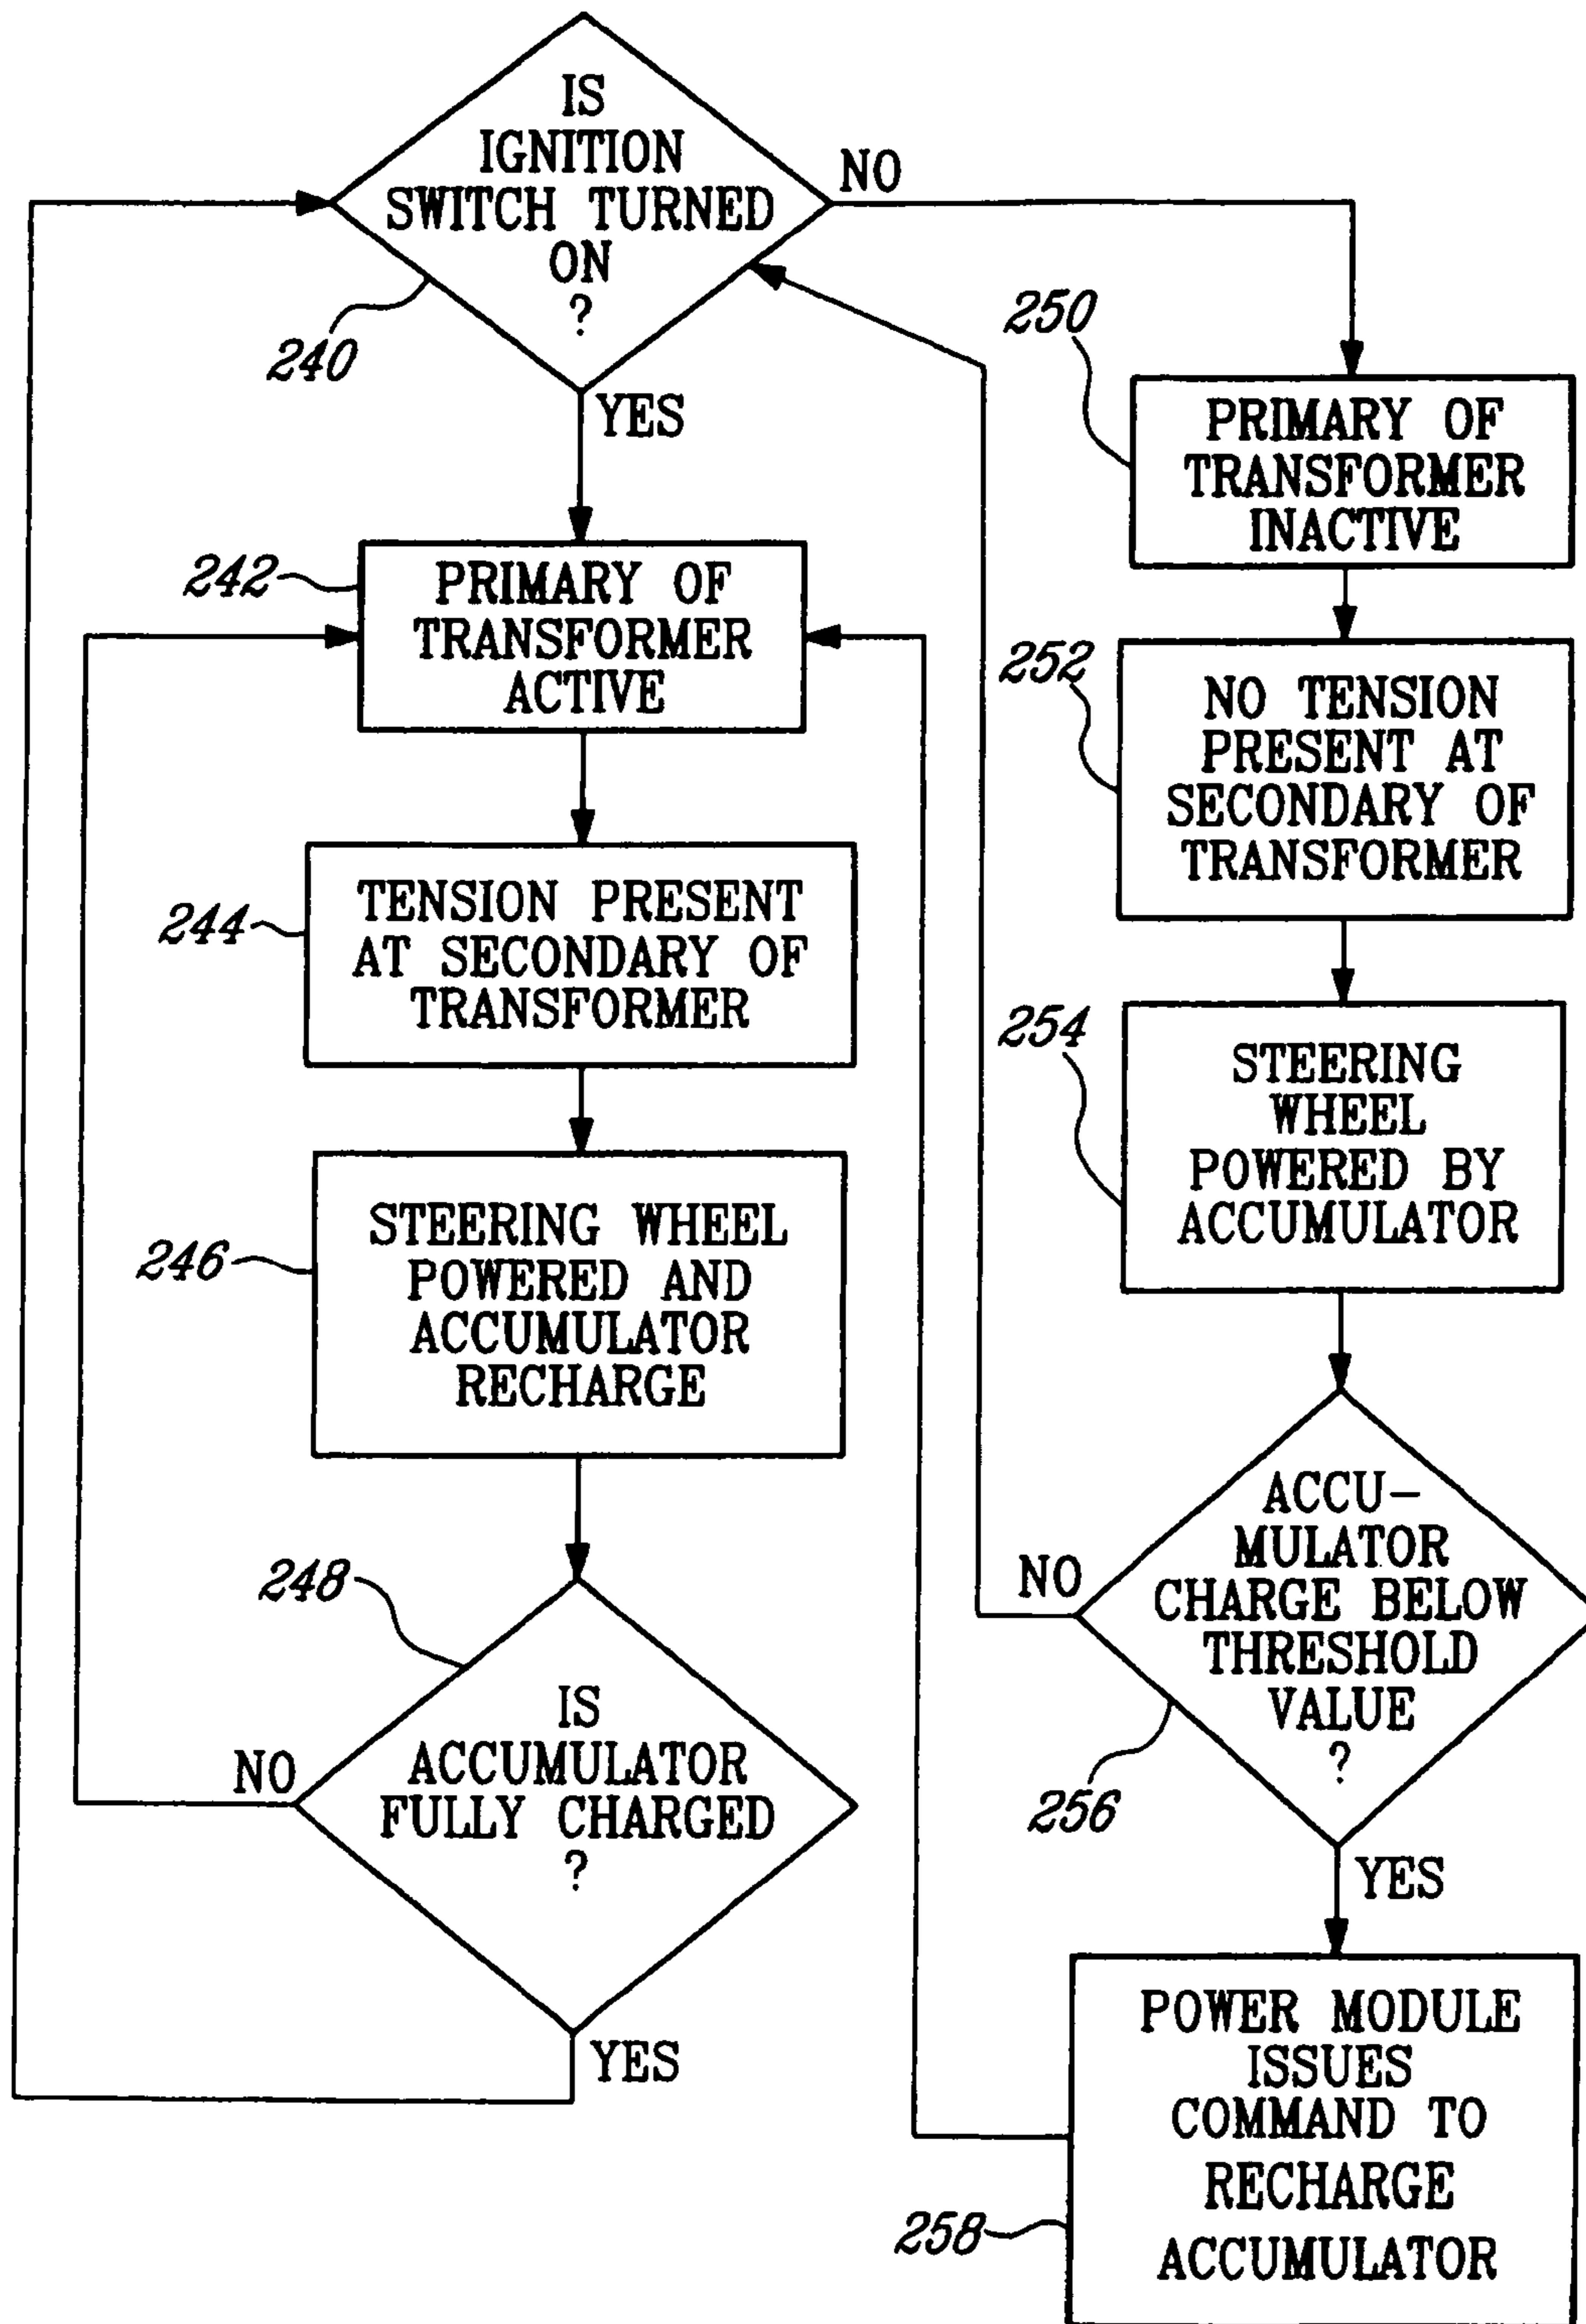 IS
IGNITION
SWITCH TURNED
ON
?
240
NO
YES
242
PRIMARY OF
TRANSFORMER
ACTIVE
244
TENSION PRESENT
AT SECONDARY OF
TRANSFORMER
246
STEERING WHEEL
POWERED AND
ACCUMULATOR
RECHARGE
248
IS
ACCUMULATOR
FULLY CHARGED
?
NO
YES
250
PRIMARY OF
TRANSFORMER
INACTIVE
252
NO TENSION
PRESENT AT
SECONDARY OF
TRANSFORMER
254
STEERING
WHEEL
POWERED BY
ACCUMULATOR
ACCU-
MULATOR
CHARGE BELOW
THRESHOLD
VALUE
?
NO
256
YES
POWER MODULE
ISSUES
COMMAND TO
RECHARGE
ACCUMULATOR
258